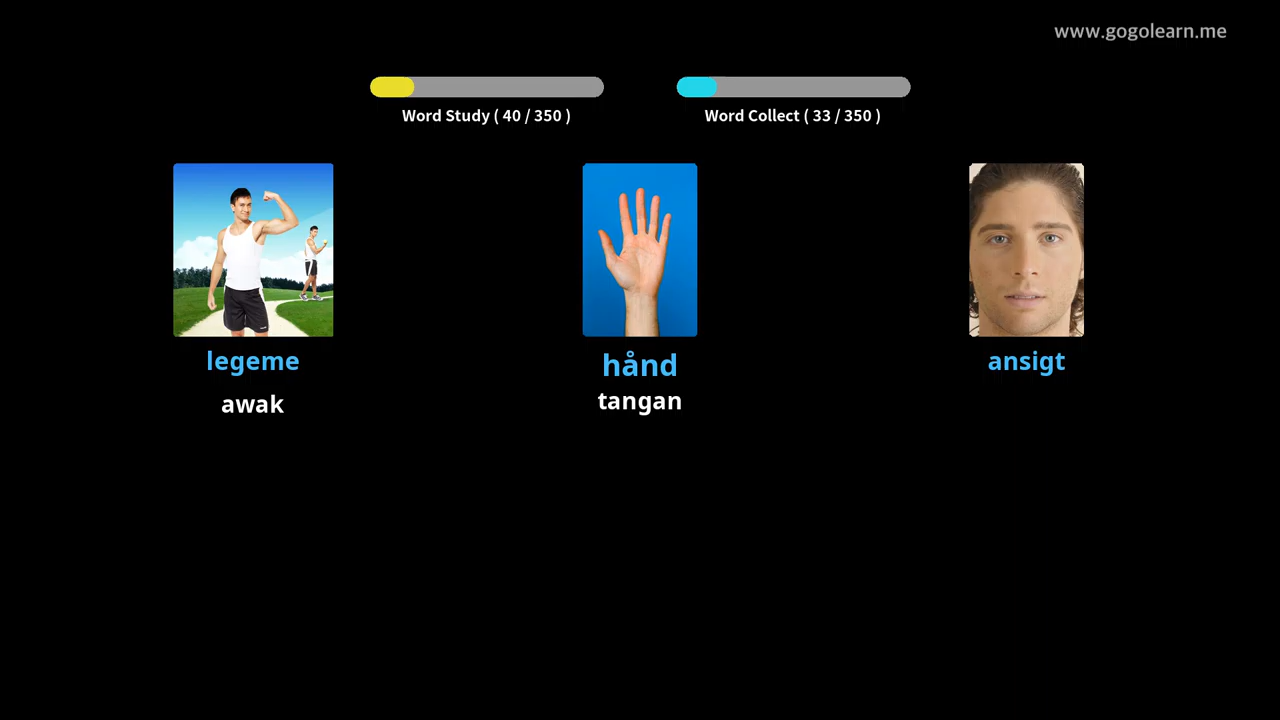 www.gogolearn.me
Word Study ( 40 / 350 )
Word Collect ( 33 / 350 )
legeme
hånd
ansigt
awak
tangan